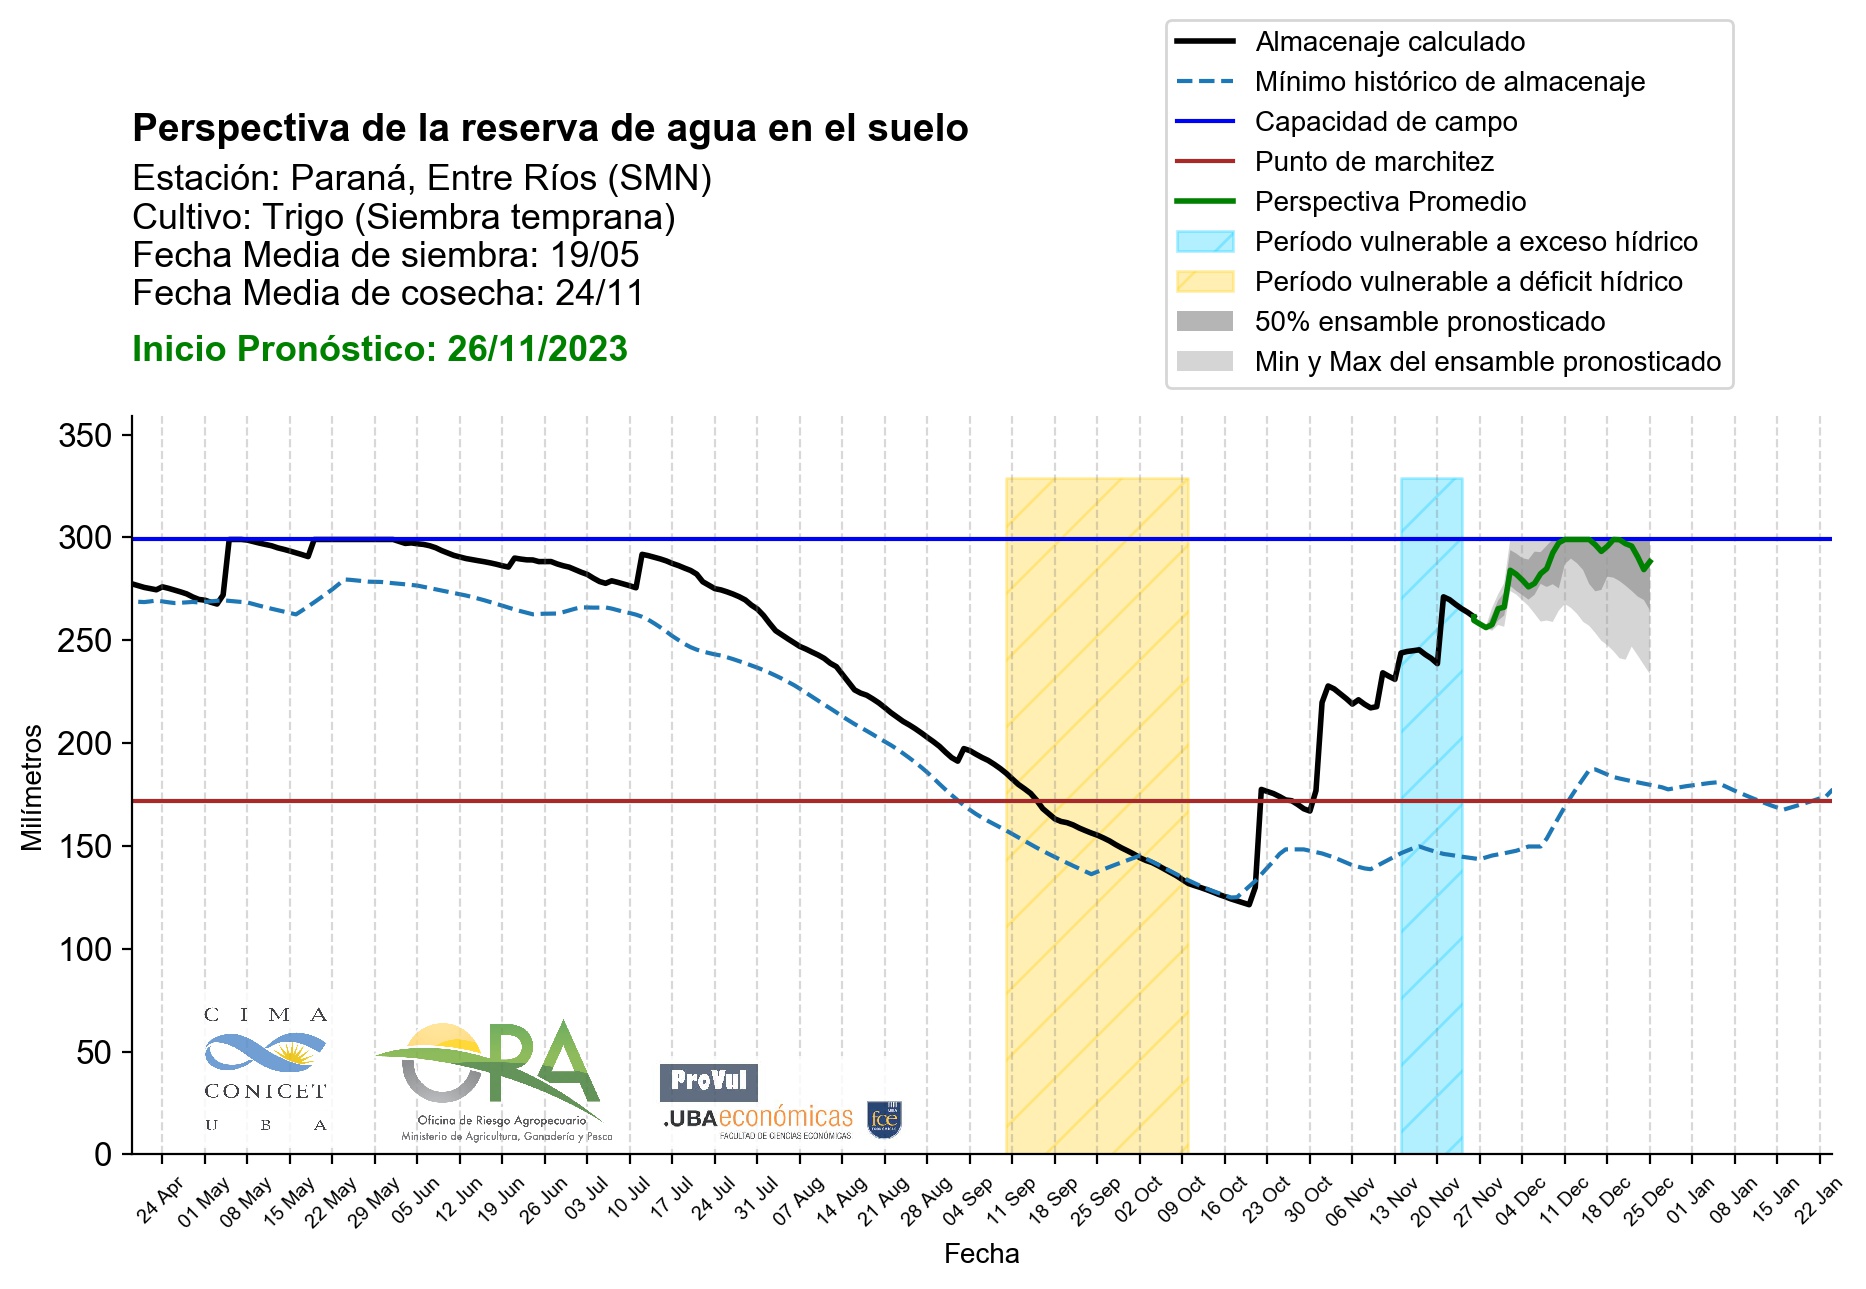 Almacenaje calculado
Mínimo histórico de almacenaje
Capacidad de campo
Punto de marchitez
Perspectiva Promedio
Período vulnerable a exceso hídrico
Período vulnerable a déficit hídrico
50% ensamble pronosticado
Min y Max del ensamble pronosticado
Perspectiva de la reserva de agua en el suelo
Estación: Paraná, Entre Ríos (SMN)
Cultivo: Trigo (Siembra temprana)
Fecha Media de siembra: 19/05
Fecha Media de cosecha: 24/11
Inicio Pronóstico: 26/11/2023
350
300
250
200
150
100
50
0
Milímetros
CIMA
CONICET
UBA
OPA
Oficina de Riesgo Agropecuario
Ministerio de Agricultura, Ganadería y Pesca
ProVul
.UBAeconómicas
FACULTAD DE CIENCIAS ECONÓMICAS
fce
24 Apr
01 May
08 May
15 May
22 May
29 May
05 Jun
12 Jun
19 Jun
26 Jun
03 Jul
10 Jul
17 Jul
24 Jul
31 Jul
07 Aug
14 Aug
21 Aug
28 Aug
04 Sep
11 Sep
18 Sep
25 Sep
02 Oct
09 Oct
16 Oct
23 Oct
30 Oct
06 Nov
13 Nov
20 Nov
27 Nov
04 Dec
11 Dec
18 Dec
25 Dec
01 Jan
08 Jan
15 Jan
22 Jan
Fecha